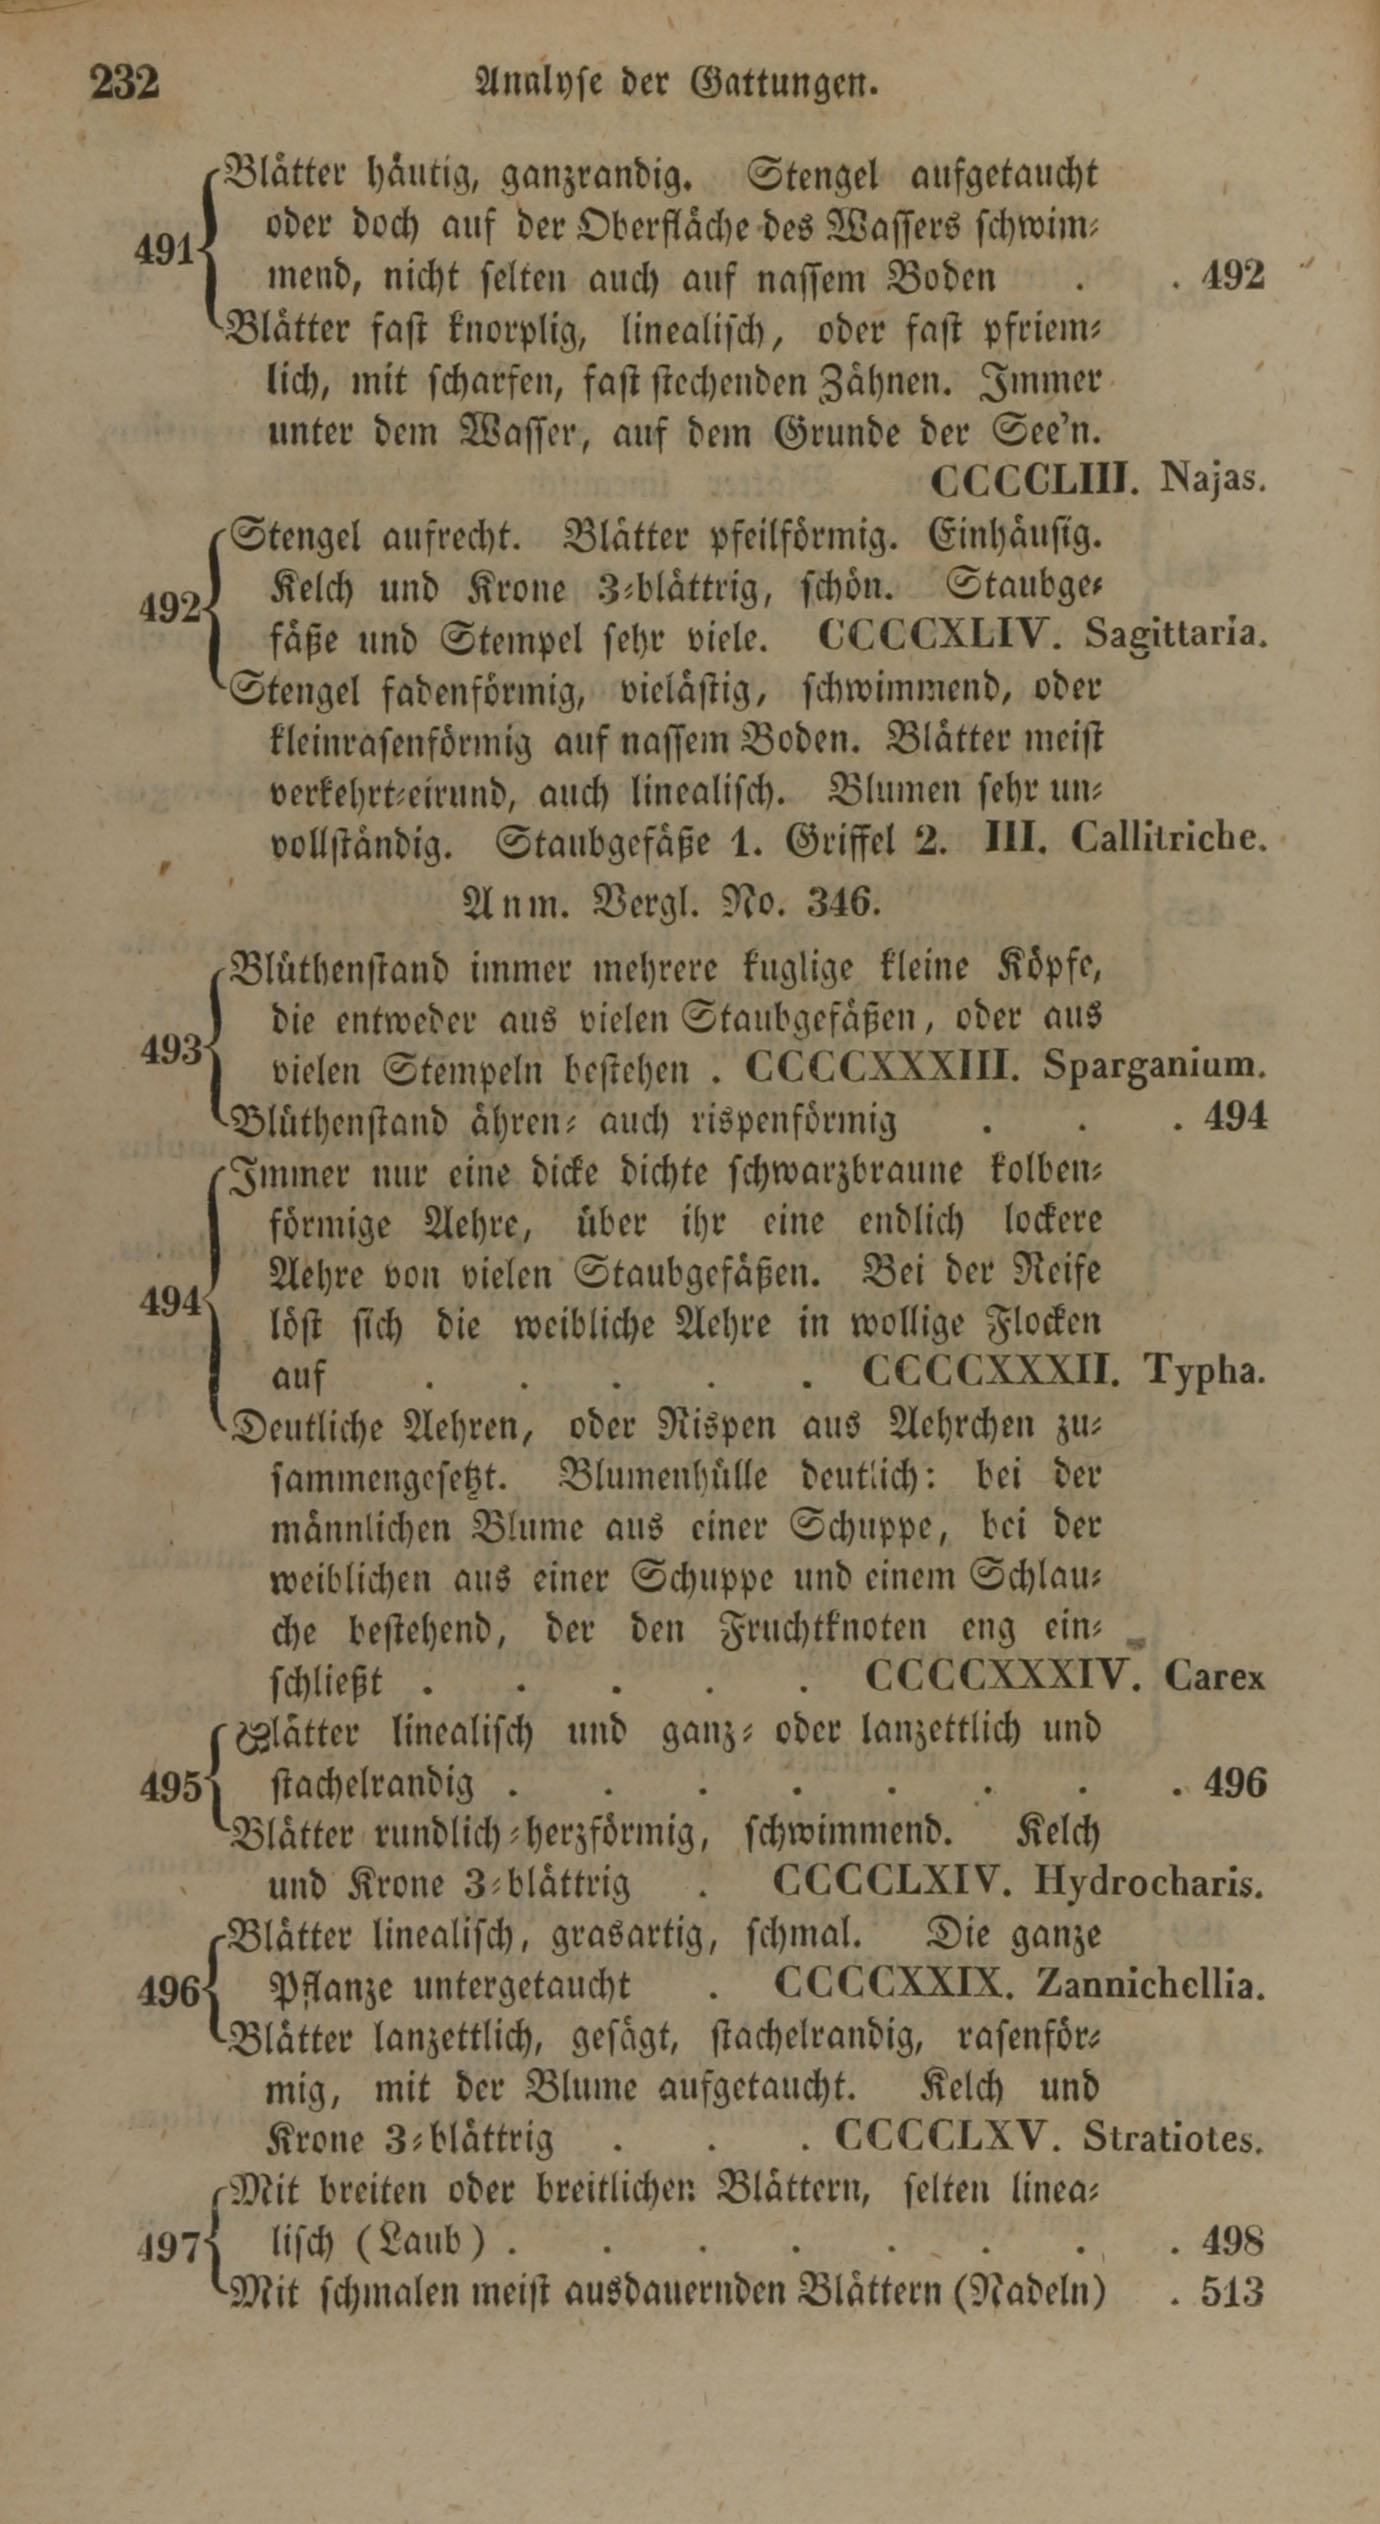 232 Analyse der Gattungen.
Blätter häutig, ganzrandig. Stengel aufgetaucht
oder doch auf der Oberfläche des Wassers schwim-
491 mend, nicht selten auch auf nassem Boden . . 492
Blätter fast knorplig, linealisch, oder fast pfriem-
lich, mit scharfen, fast stechenden Zähnen. Immer
unter dem Wasser, auf dem Grunde der See'n.
CCCCLIII. Najas.
Stengel aufrecht. Blätter pfeilförmig. Einhäusig.
492 Kelch und Krone 3-blättrig, schön. Staubge-
fäße und Stempel sehr viele. CCCCXLIV. Sagittaria.
Stengel fadenförmig, vielästig, schwimmend, oder
kleinrasenförmig auf nassem Boden. Blätter meist
verkehrt-eirund, auch linealisch. Blumen sehr un-
vollständig. Staubgefäße 1. Griffel 2. III. Callitriche.
Anm. Vergl. No. 346.
Blüthenstand immer mehrere kuglige kleine Köpfe,
die entweder aus vielen Staubgefäßen, oder aus
493 vielen Stempeln bestehen . CCCCXXXIII. Sparganium.
Blüthenstand ähren- auch rispenförmig . . . 494
Immer nur eine dicke dichte schwarzbraune kolben-
förmige Aehre, über ihr eine endlich lockere
Aehre von vielen Staubgefäßen. Bei der Reife
494 löst sich die weibliche Aehre in wollige Flocken
auf . . . . . CCCCXXXII. Typha.
Deutliche Aehren, oder Rispen aus Aehrchen zu-
sammengesetzt. Blumenhülle deutlich: bei der
männlichen Blume aus einer Schuppe, bei der
weiblichen aus einer Schuppe und einem Schlau-
che bestehend, der den Fruchtknoten eng ein-
schließt . . . . . CCCCXXXIV. Carex
Blätter linealisch und ganz- oder lanzettlich und
495 stachelrandig . . . . . . . . 496
Blätter rundlich-herzförmig, schwimmend. Kelch
und Krone 3-blättrig . CCCCLXIV. Hydrocharis.
Blätter linealisch, grasartig, schmal. Die ganze
496 Pflanze untergetaucht . CCCCXXIX. Zannichellia.
Blätter lanzettlich, gesägt, stachelrandig, rasenför-
mig, mit der Blume aufgetaucht. Kelch und
Krone 3-blättrig . . . CCCCLXV. Stratiotes.
Mit breiten oder breitlichen Blättern, selten linea-
497 lisch (Laub) . . . . . . . . 498
Mit schmalen meist ausdauernden Blättern (Nadeln) . 513